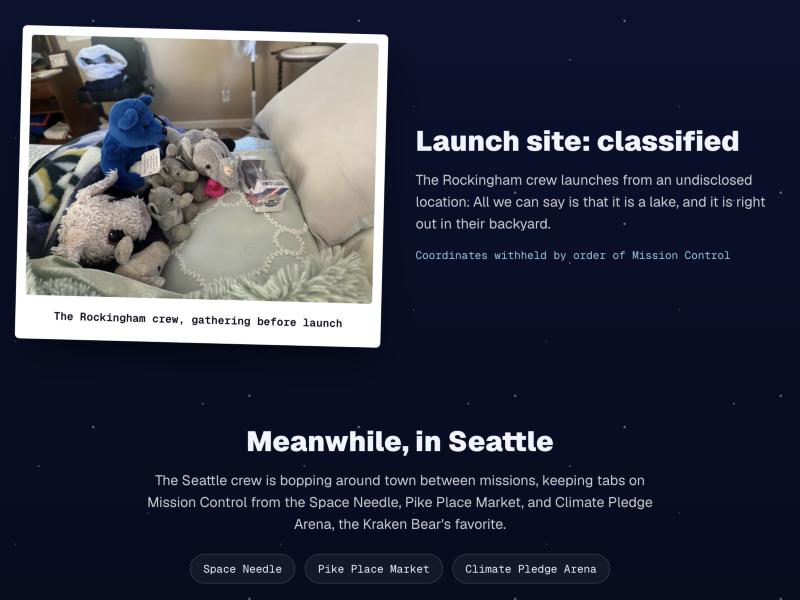 The Rockingham crew, gathering before launch
Launch site: classified
The Rockingham crew launches from an undisclosed
location: All we can say is that it is a lake, and it is right
out in their backyard.
Coordinates withheld by order of Mission Control
Meanwhile, in Seattle
The Seattle crew is bopping around town between missions, keeping tabs on
Mission Control from the Space Needle, Pike Place Market, and Climate Pledge
Arena, the Kraken Bear's favorite.
Space Needle
Pike Place Market
Climate Pledge Arena